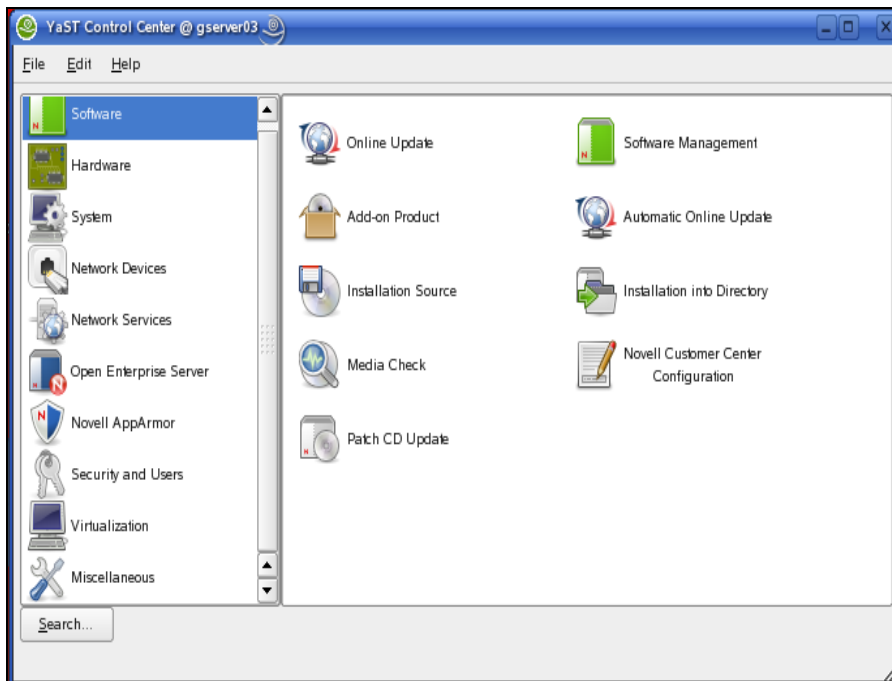 YaST Control Center @ gserver03
File Edit Help
Software
Hardware
System
Network Devices
Network Services
Open Enterprise Server
Novell AppArmor
Security and Users
Virtualization
Miscellaneous
Search...
Online Update
Software Management
Add-on Product
Automatic Online Update
Installation Source
Installation into Directory
Media Check
Novell Customer Center
Configuration
Patch CD Update